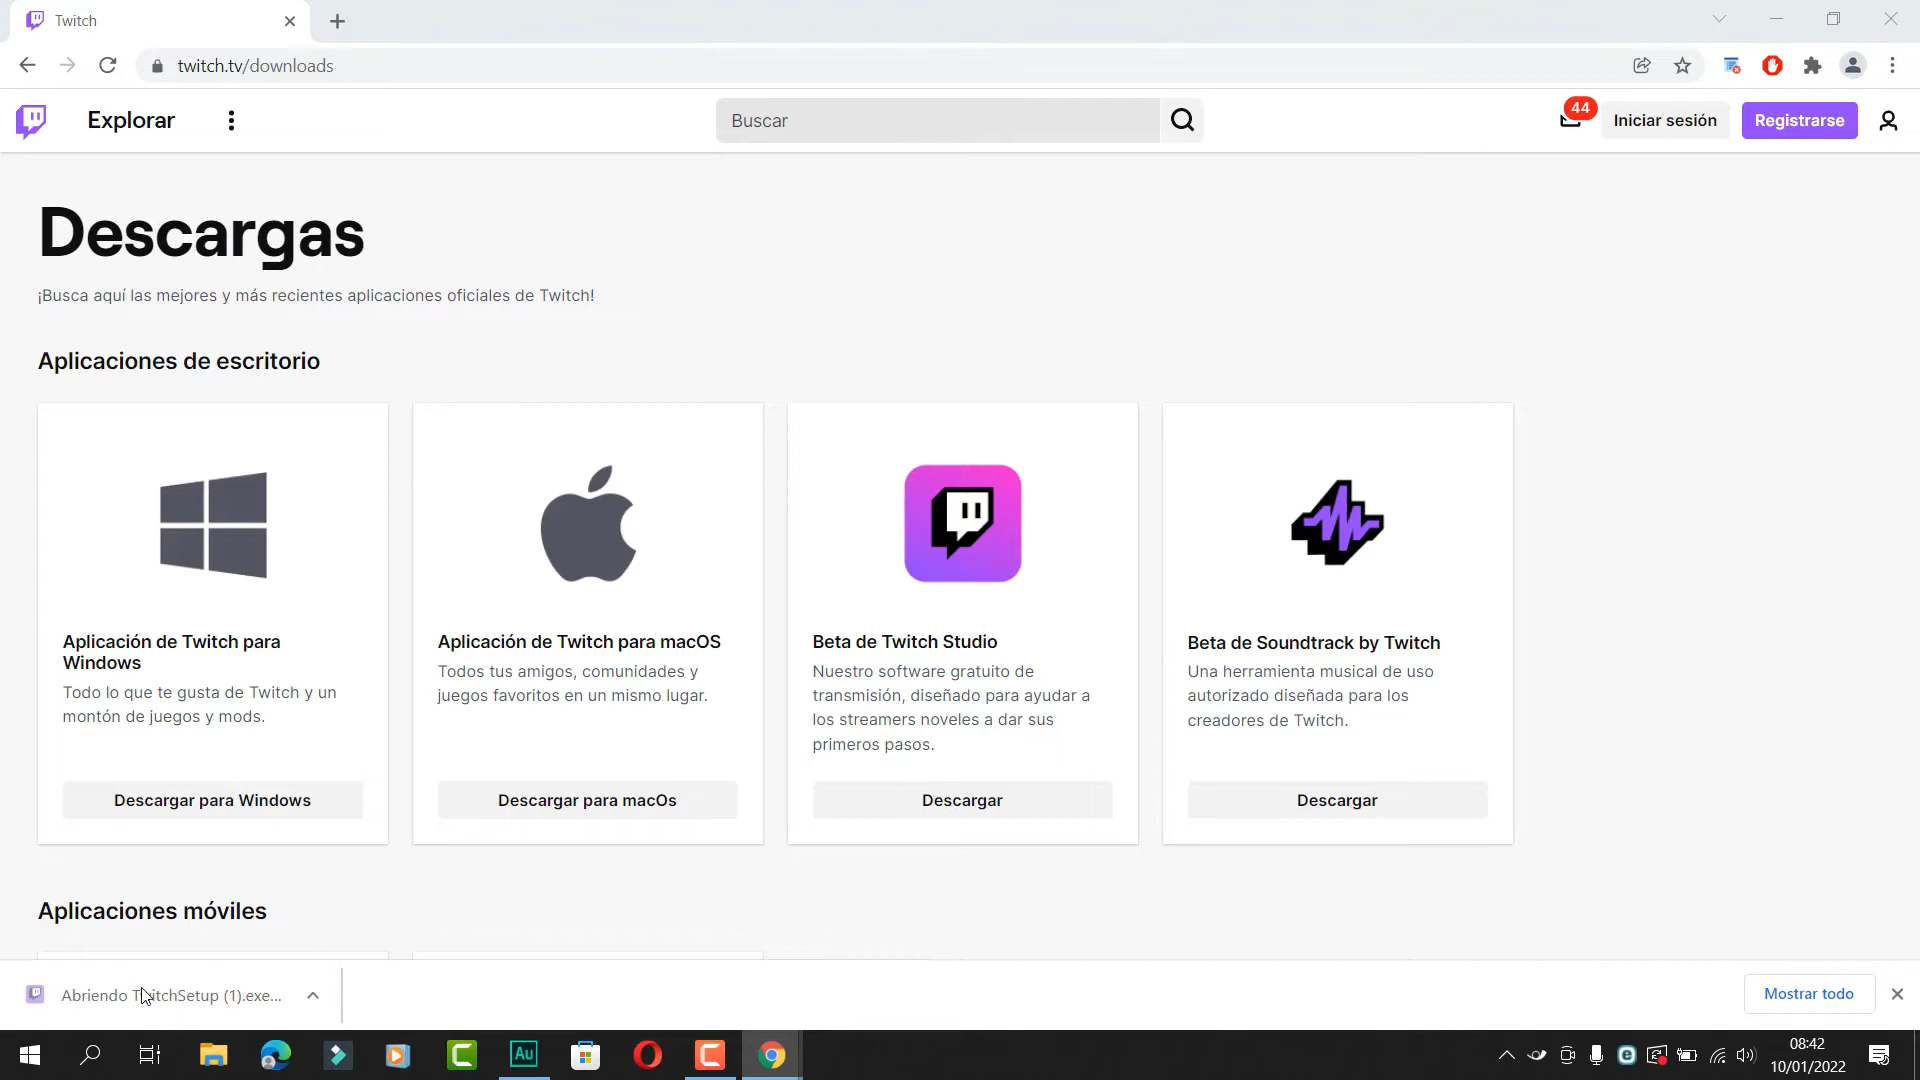 Twitch
twitch.tv/downloads
Explorar
Buscar
44
Iniciar sesión
Registrarse
Descargas
¡Busca aquí las mejores y más recientes aplicaciones oficiales de Twitch!
Aplicaciones de escritorio
Aplicación de Twitch para
Windows
Todo lo que te gusta de Twitch y un
montón de juegos y mods.
Descargar para Windows
Aplicación de Twitch para macOS
Todos tus amigos, comunidades y
juegos favoritos en un mismo lugar.
Descargar para macOs
Beta de Twitch Studio
Nuestro software gratuito de
transmisión, diseñado para ayudar a
los streamers noveles a dar sus
primeros pasos.
Descargar
Beta de Soundtrack by Twitch
Una herramienta musical de uso
autorizado diseñada para los
creadores de Twitch.
Descargar
Aplicaciones móviles
Abriendo TwitchSetup (1).exe...
Mostrar todo
Au
08:42
10/01/2022